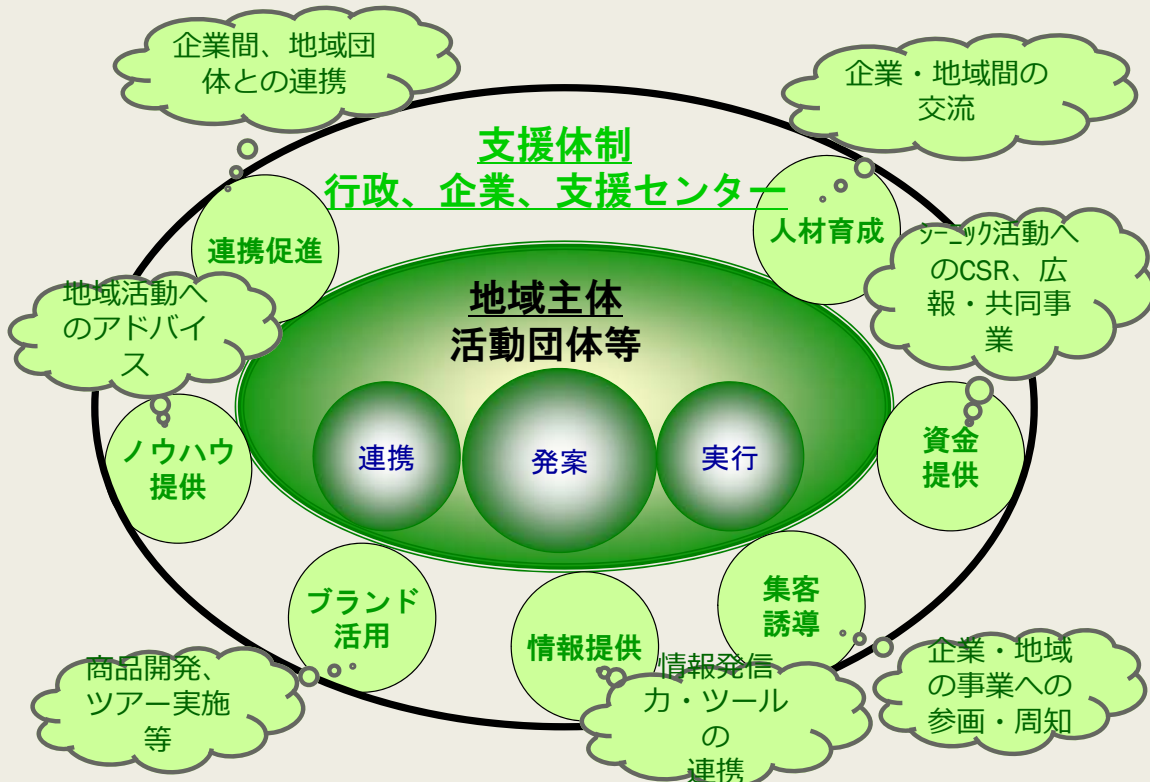 企業間、地域団
体との連携
企業・地域間の
交流
支援体制
行政、企業、支援センター
連携促進
人材育成
シーニック活動へ
のCSR、広
報・共同事
業
地域活動へ
のアドバイ
ス
地域主体
活動団体等
連携
発案
実行
ノウハウ
提供
資金
提供
ブランド
活用
情報提供
集客
誘導
商品開発、
ツアー実施
等
情報発信
力・ツール
の
連携
企業・地域
の事業への
参画・周知